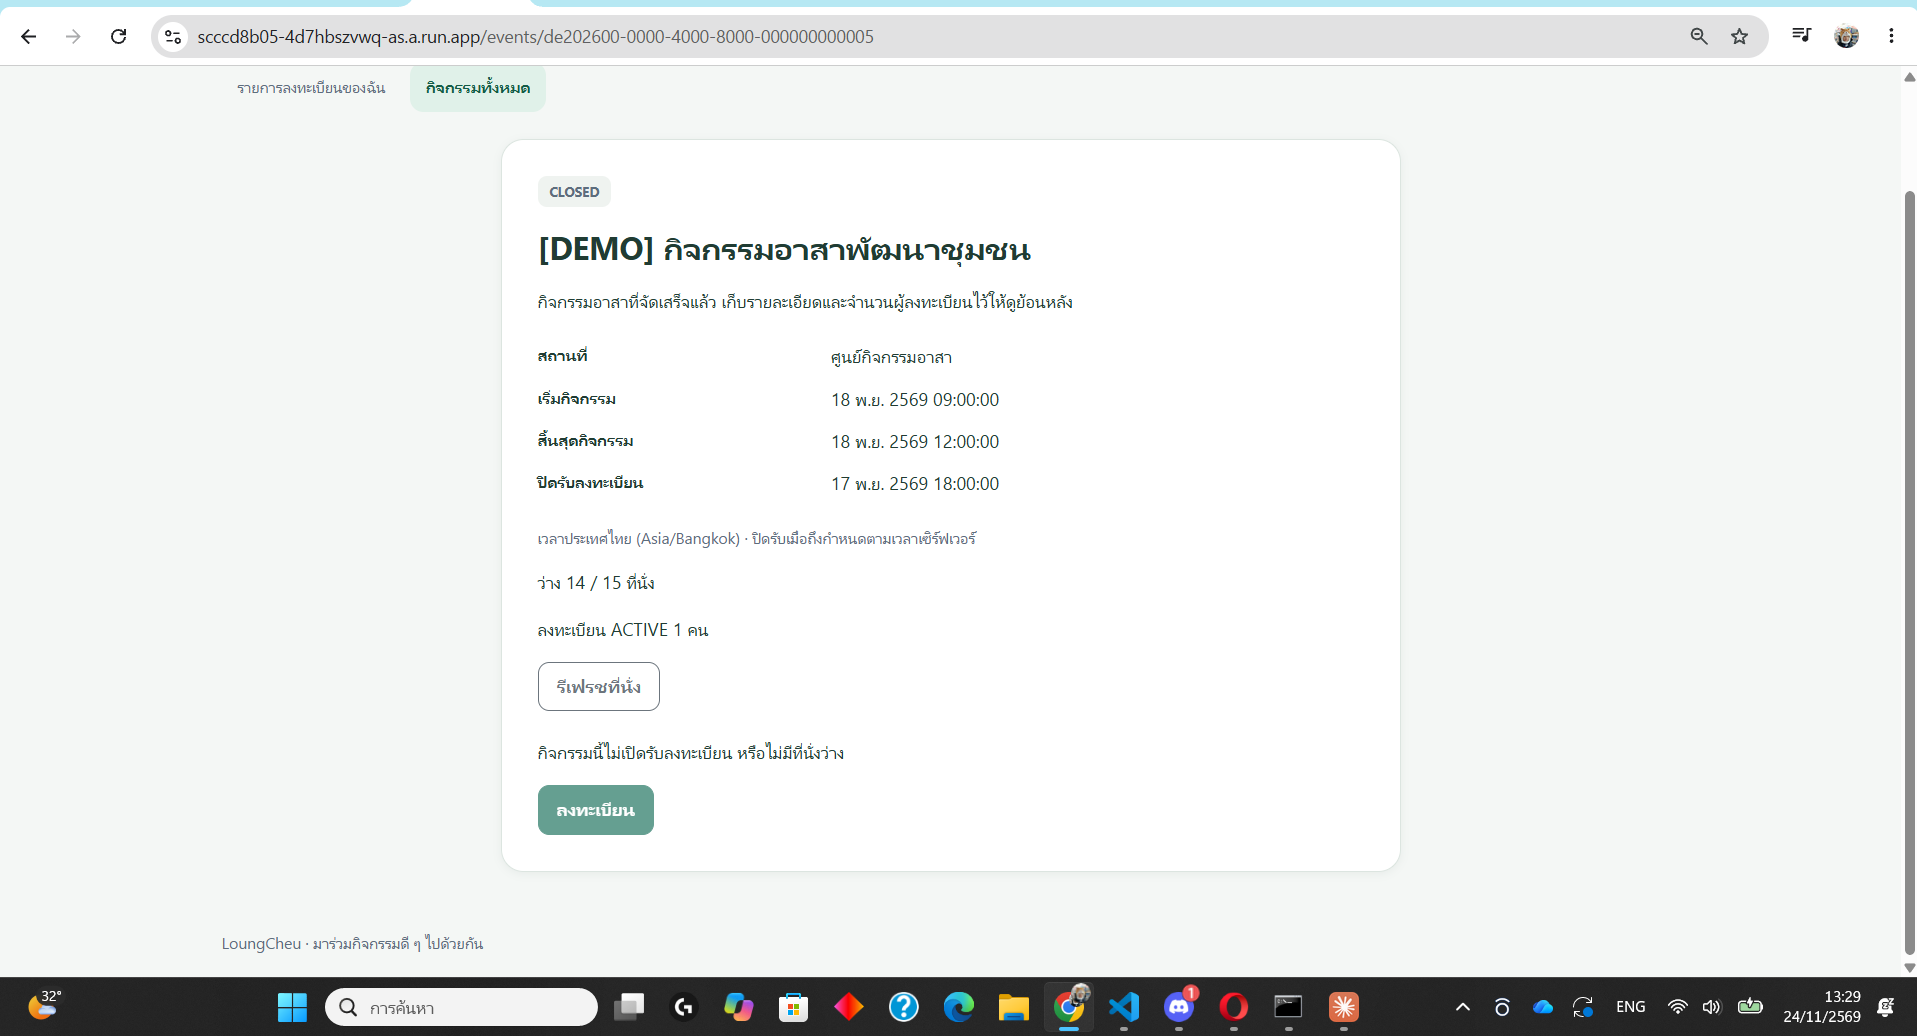 scccd8b05-4d7hbszvwq-as.a.run.app/events/de202600-0000-4000-8000-000000000005
รายการลงทะเบียนของฉัน กิจกรรมทั้งหมด
CLOSED
[DEMO] กิจกรรมอาสาพัฒนาชุมชน
กิจกรรมอาสาที่จัดเสร็จแล้ว เก็บรายละเอียดและจำนวนผู้ลงทะเบียนไว้ให้ดูย้อนหลัง
สถานที่ ศูนย์กิจกรรมอาสา
เริ่มกิจกรรม 18 พ.ย. 2569 09:00:00
สิ้นสุดกิจกรรม 18 พ.ย. 2569 12:00:00
ปิดรับลงทะเบียน 17 พ.ย. 2569 18:00:00
เวลาประเทศไทย (Asia/Bangkok) · ปิดรับเมื่อถึงกำหนดตามเวลาเซิร์ฟเวอร์
ว่าง 14 / 15 ที่นั่ง
ลงทะเบียน ACTIVE 1 คน
รีเฟรชที่นั่ง
กิจกรรมนี้ไม่เปิดรับลงทะเบียน หรือไม่มีที่นั่งว่าง
ลงทะเบียน
LoungCheu · มาร่วมกิจกรรมดี ๆ ไปด้วยกัน
32°
การค้นหา
1
ENG
13:29
24/11/2569